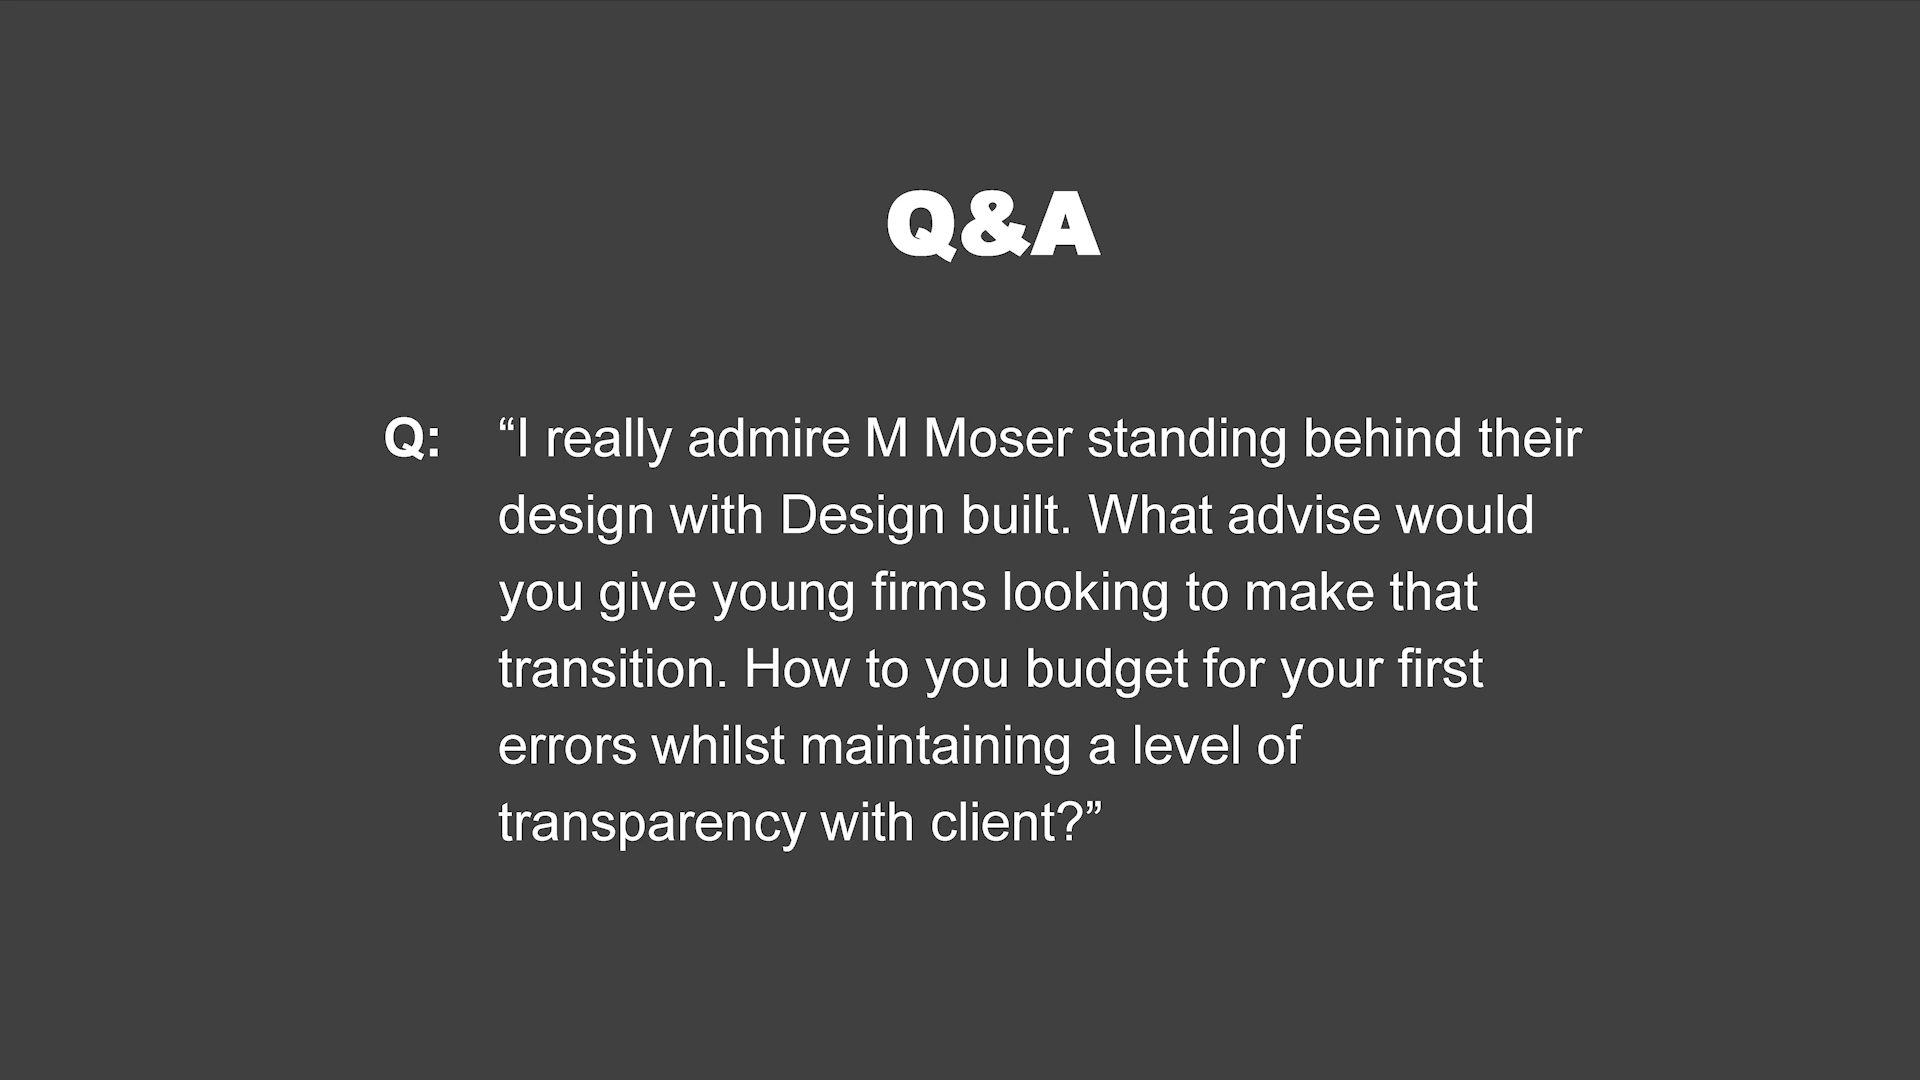 Q&A
Q: “I really admire M Moser standing behind their
design with Design built. What advise would
you give young firms looking to make that
transition. How to you budget for your first
errors whilst maintaining a level of
transparency with client?”